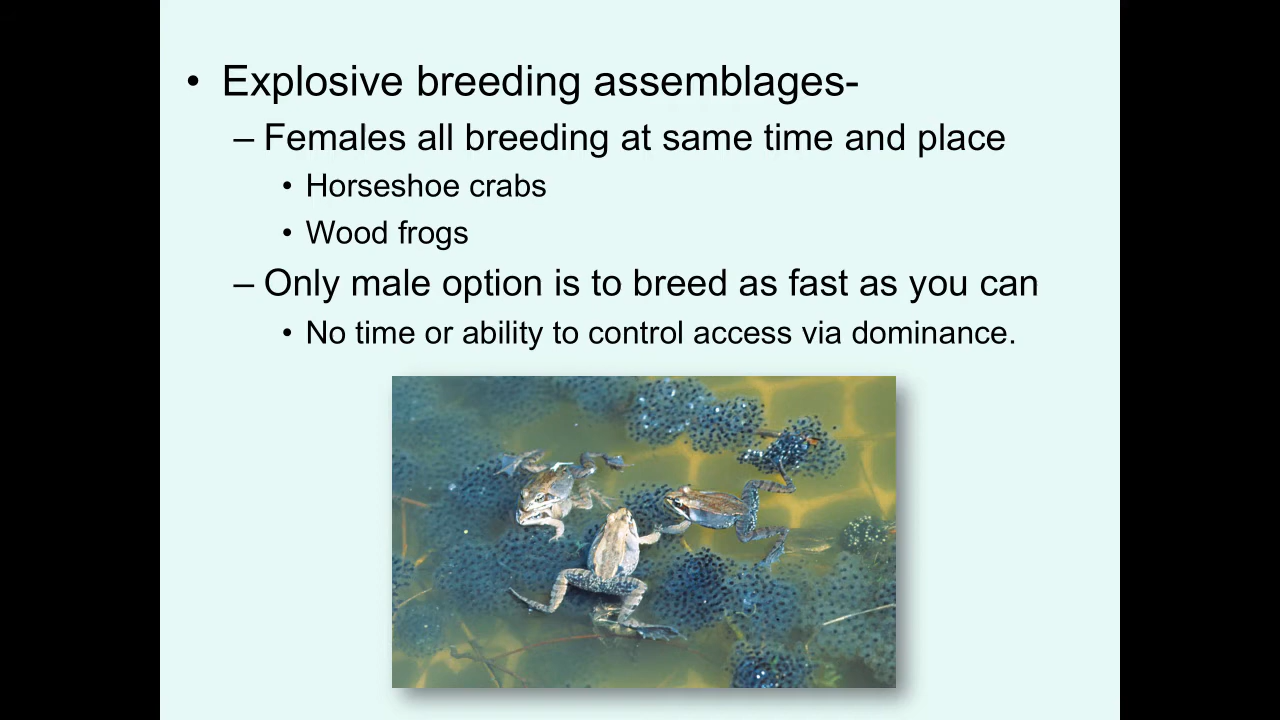 • Explosive breeding assemblages-
– Females all breeding at same time and place
• Horseshoe crabs
• Wood frogs
– Only male option is to breed as fast as you can
• No time or ability to control access via dominance.